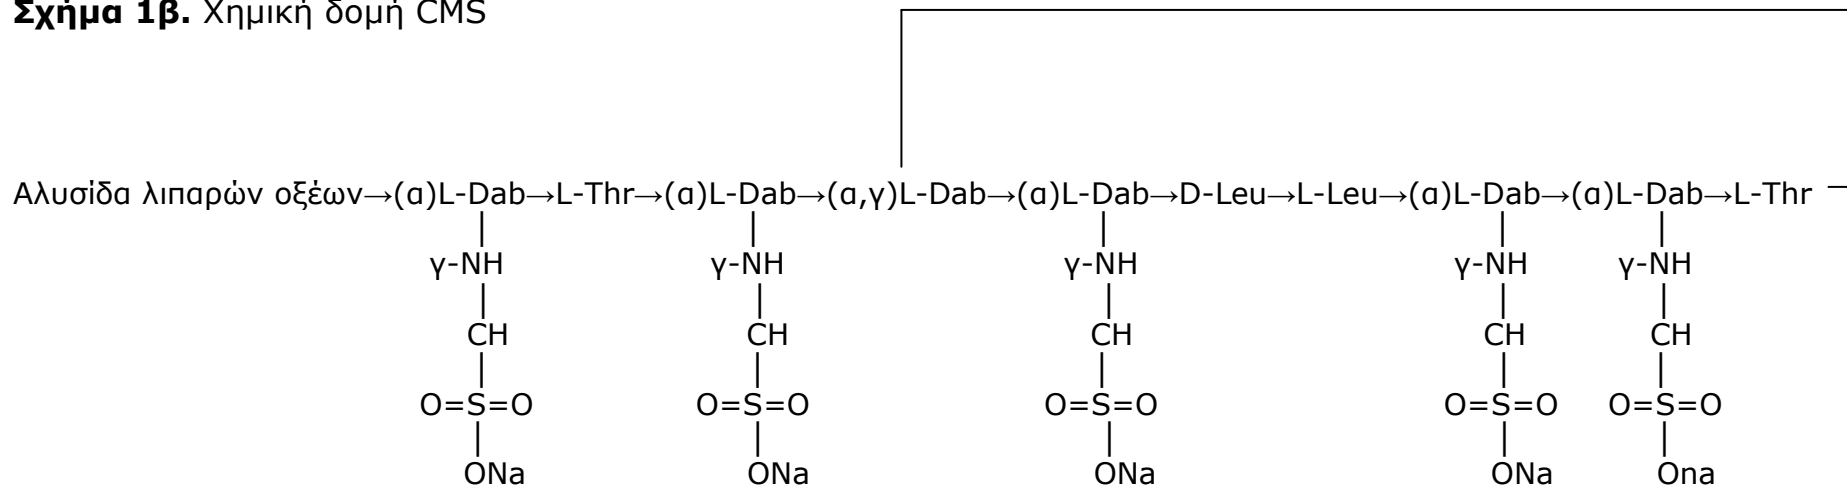 Σχήμα 1β. Χημική δομή CMS
Αλυσίδα λιπαρών οξέων→(α)L-Dab→L-Thr→(α)L-Dab→(α,γ)L-Dab→(α)L-Dab→D-Leu→L-Leu→(α)L-Dab→(α)L-Dab→L-Thr
γ-NH γ-NH γ-NH γ-NH γ-NH
CH CH CH CH CH
O=S=O O=S=O O=S=O O=S=O O=S=O
ONa ONa ONa ONa Ona